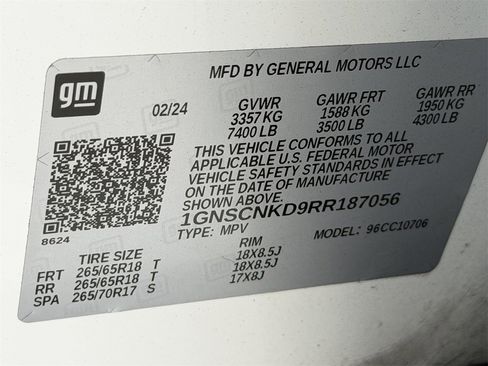 gm
MFD BY GENERAL MOTORS LLC
02/24
GVWR GAWR FRT GAWR RR
3357 KG 1588 KG 1950 KG
7400 LB 3500 LB 4300 LB
THIS VEHICLE CONFORMS TO ALL
APPLICABLE U.S. FEDERAL MOTOR
VEHICLE SAFETY STANDARDS IN EFFECT
ON THE DATE OF MANUFACTURE
SHOWN ABOVE.
1GNSCNKD9RR187056
TYPE: MPV MODEL: 96CC10706
8624
TIRE SIZE RIM
FRT 265/65R18 T 18X8.5J
RR 265/65R18 T 18X8.5J
SPA 265/70R17 S 17X8J